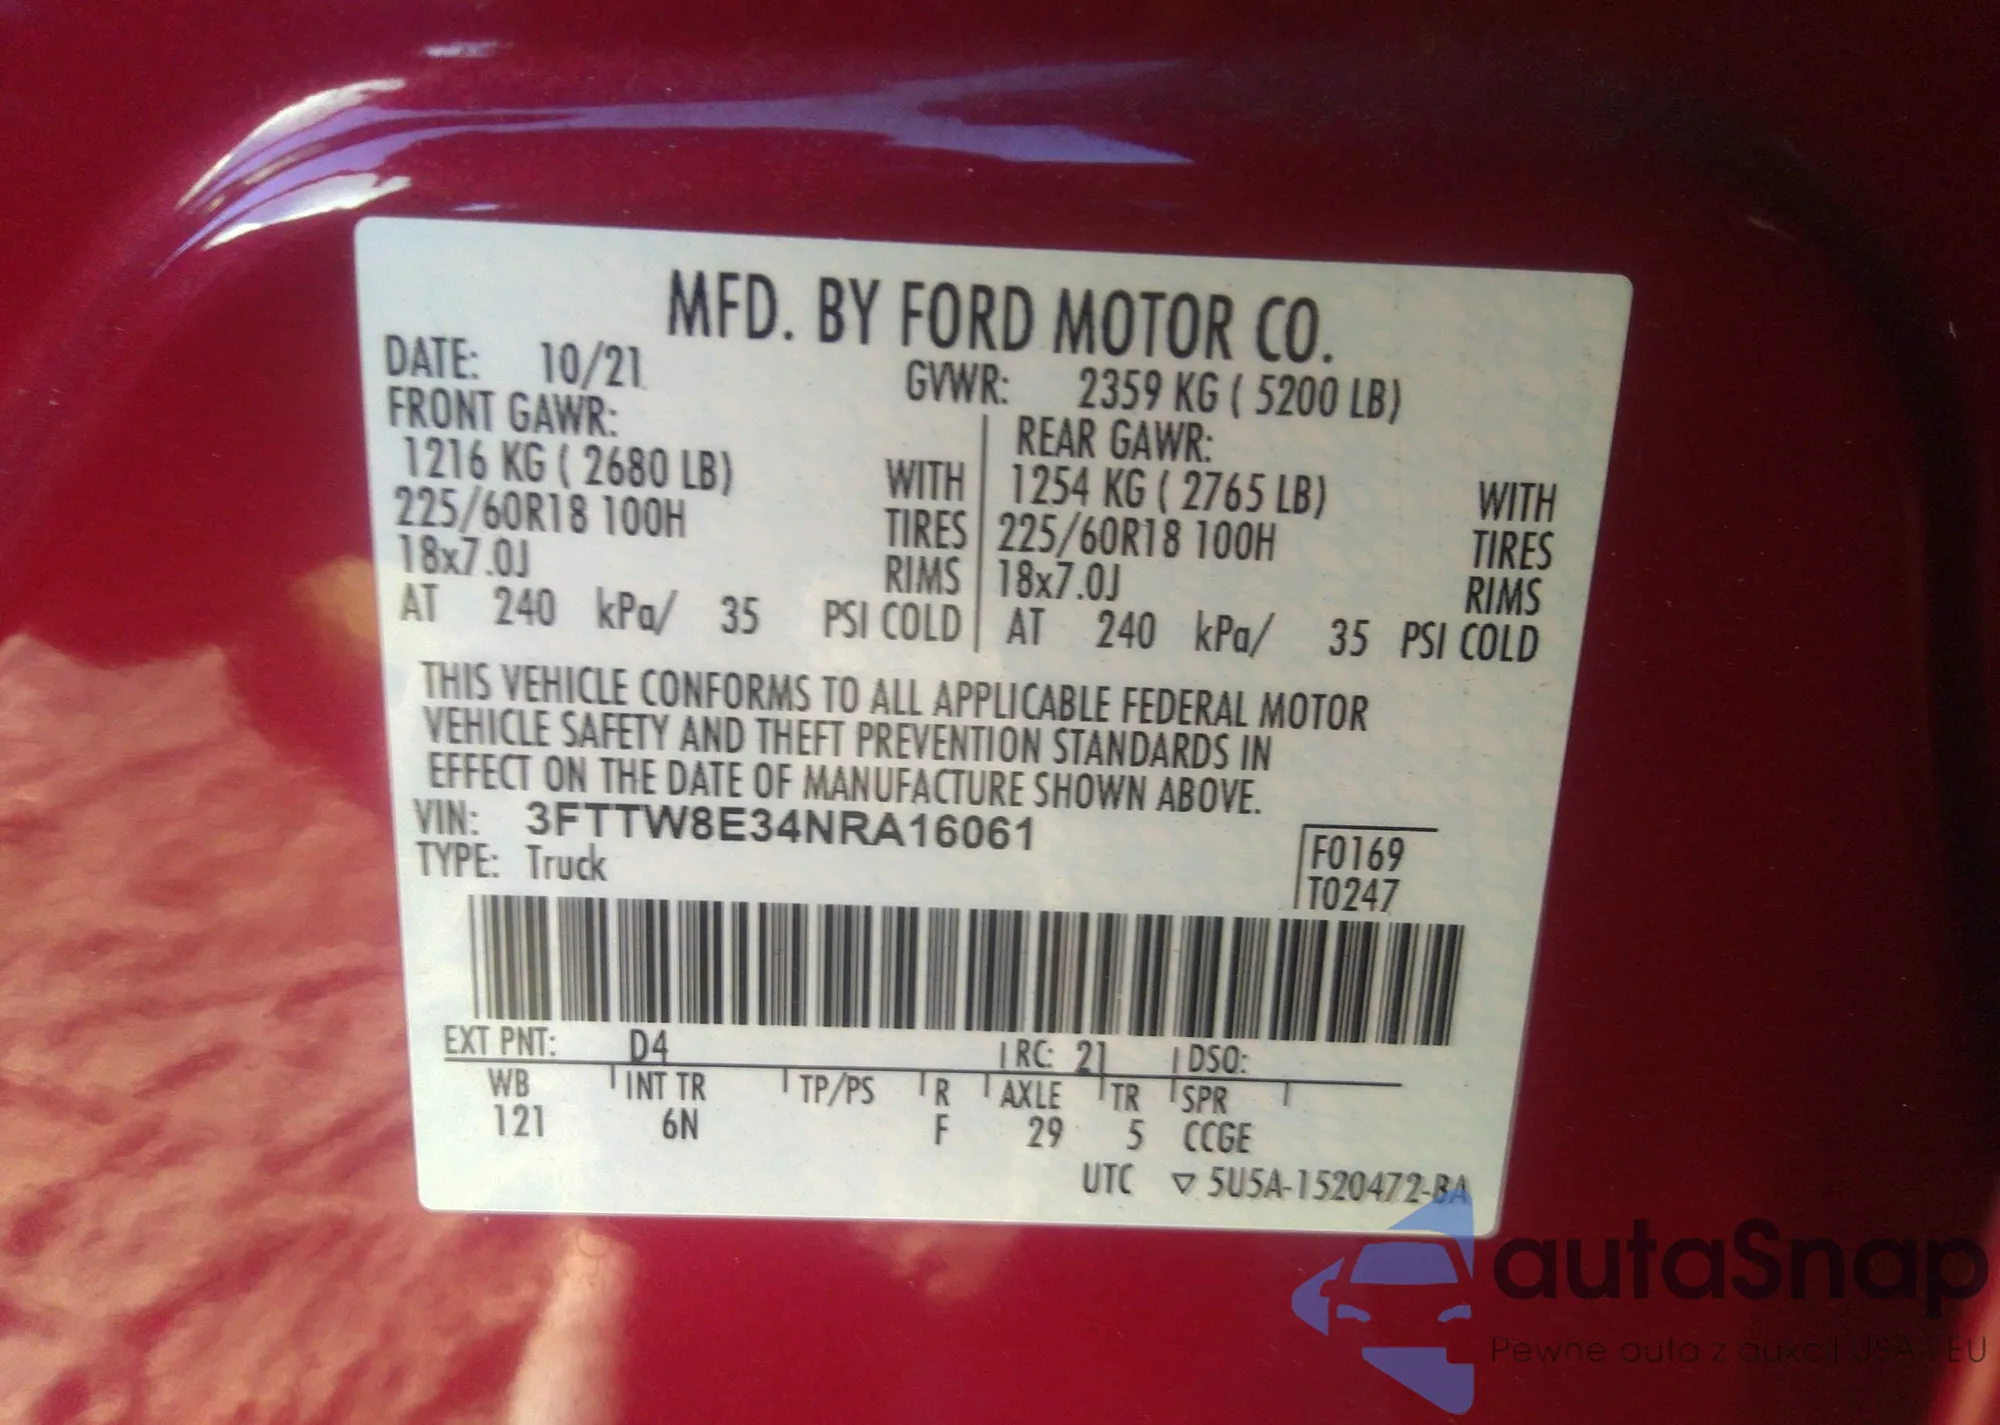 MFD. BY FORD MOTOR CO.
DATE: 10/21 GVWR: 2359 KG ( 5200 LB)
FRONT GAWR: REAR GAWR:
1216 KG ( 2680 LB) WITH 1254 KG ( 2765 LB) WITH
225/60R18 100H TIRES 225/60R18 100H TIRES
18x7.0J RIMS 18x7.0J RIMS
AT 240 kPa/ 35 PSI COLD AT 240 kPa/ 35 PSI COLD
THIS VEHICLE CONFORMS TO ALL APPLICABLE FEDERAL MOTOR
VEHICLE SAFETY AND THEFT PREVENTION STANDARDS IN
EFFECT ON THE DATE OF MANUFACTURE SHOWN ABOVE.
VIN: 3FTTW8E34NRA16061
TYPE: Truck
F0169
T0247
EXT PNT: D4 RC: 21 DSO:
WB INT TR TP/PS R AXLE TR SPR
121 6N F 29 5 CCGE
UTC ▽ 5U5A-1520472-BA
autaSnap
Pewne auto z aukcji USA i EU